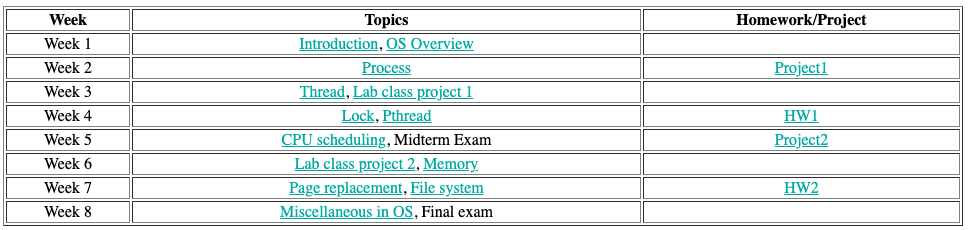 Week Topics Homework/Project
Week 1 Introduction, OS Overview
Week 2 Process Project1
Week 3 Thread, Lab class project 1
Week 4 Lock, Pthread HW1
Week 5 CPU scheduling, Midterm Exam Project2
Week 6 Lab class project 2, Memory
Week 7 Page replacement, File system HW2
Week 8 Miscellaneous in OS, Final exam